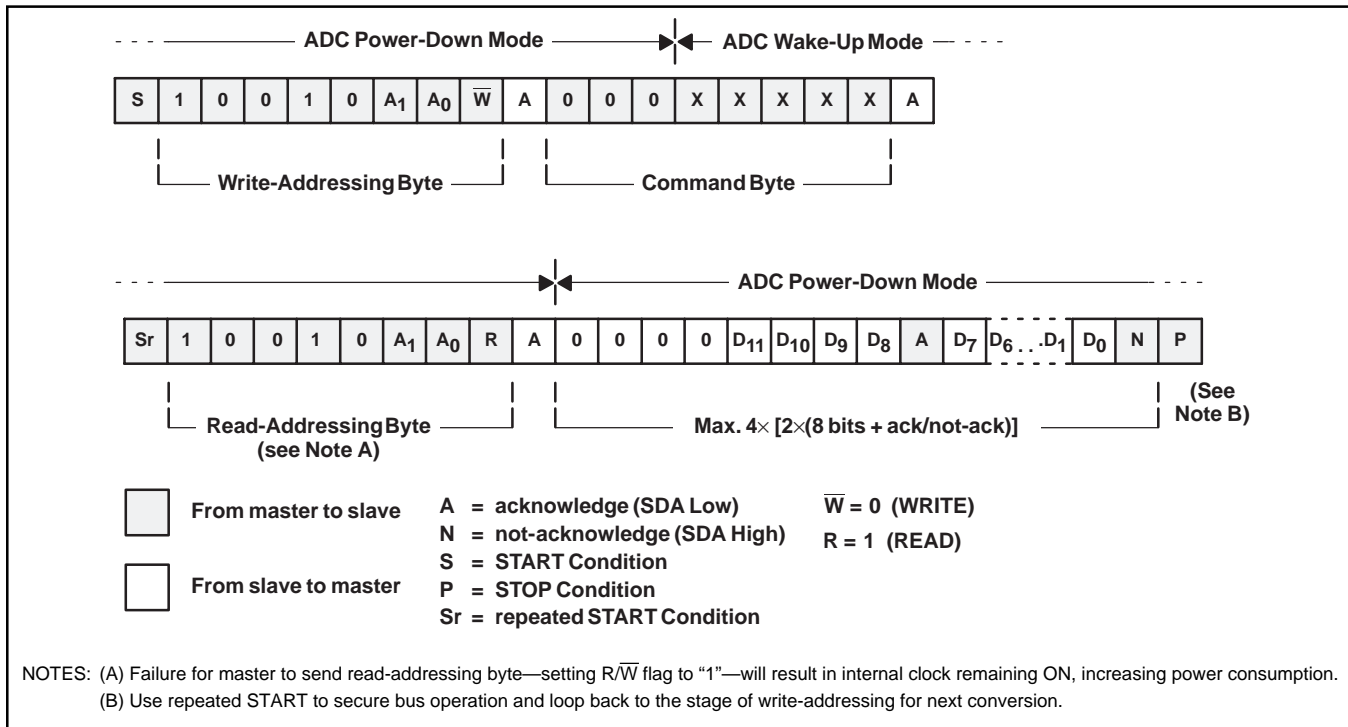 ADC Power-Down Mode ADC Wake-Up Mode
S 1 0 0 1 0 A1 A0 W̅ A 0 0 0 X X X X X A
Write-Addressing Byte Command Byte
ADC Power-Down Mode
Sr 1 0 0 1 0 A1 A0 R A 0 0 0 0 D11 D10 D9 D8 A D7 D6 . . . D1 D0 N P
Read-Addressing Byte Max. 4× [2×(8 bits + ack/not-ack)] (See
(see Note A) Note B)
From master to slave A = acknowledge (SDA Low) W̅ = 0 (WRITE)
N = not-acknowledge (SDA High) R = 1 (READ)
S = START Condition
From slave to master P = STOP Condition
Sr = repeated START Condition
NOTES: (A) Failure for master to send read-addressing byte—setting R/W̅ flag to “1”—will result in internal clock remaining ON, increasing power consumption.
(B) Use repeated START to secure bus operation and loop back to the stage of write-addressing for next conversion.